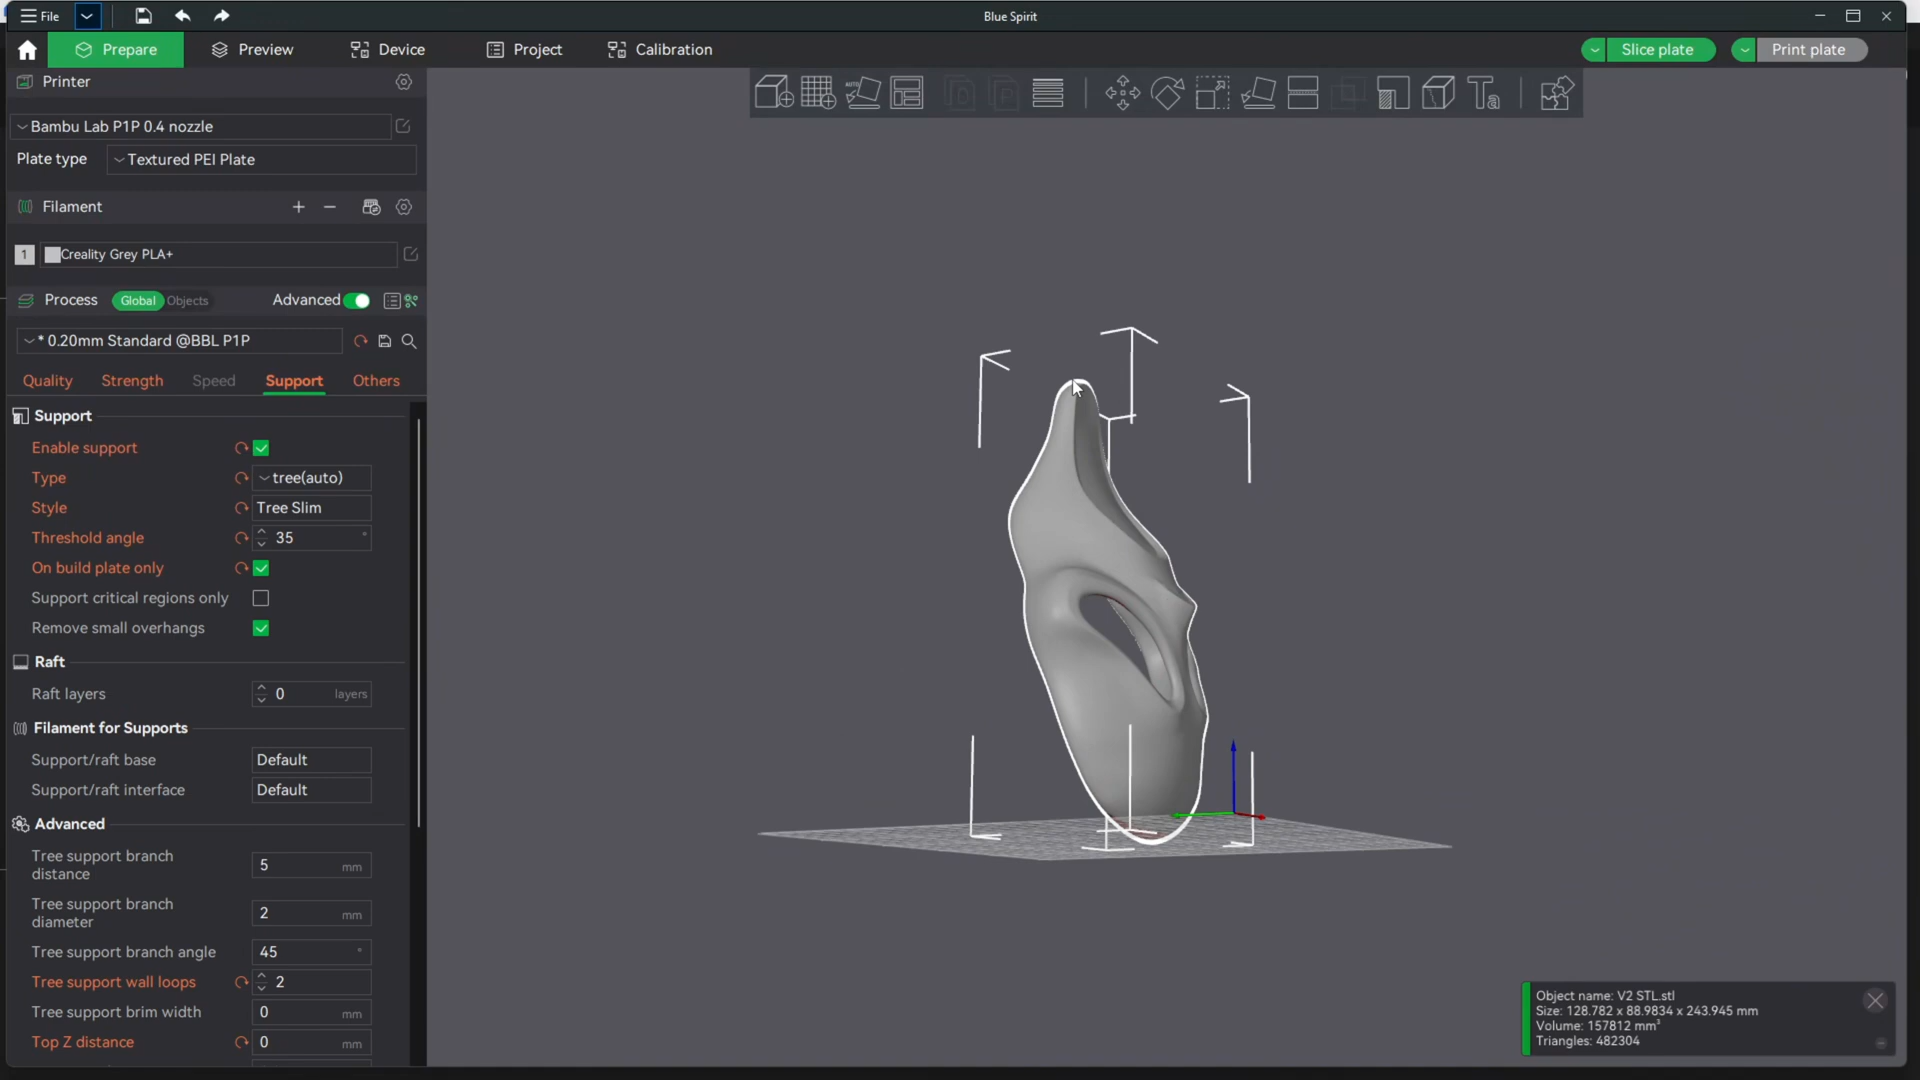 File
Blue Spirit
Prepare
Preview
Device
Project
Calibration
Slice plate
Print plate
Printer
Bambu Lab P1P 0.4 nozzle
Plate type
Textured PEI Plate
Filament
1
Creality Grey PLA+
Process
Global
Objects
Advanced
* 0.20mm Standard @BBL P1P
Quality
Strength
Speed
Support
Others
Support
Enable support
Type
tree(auto)
Style
Tree Slim
Threshold angle
35 °
On build plate only
Support critical regions only
Remove small overhangs
Raft
Raft layers
0 layers
Filament for Supports
Support/raft base
Default
Support/raft interface
Default
Advanced
Tree support branch
distance
5 mm
Tree support branch
diameter
2 mm
Tree support branch angle
45 °
Tree support wall loops
2
Tree support brim width
0 mm
Top Z distance
0 mm
AUTO
D
P
Ta
Object name: V2 STL.stl
Size: 128.782 x 88.9834 x 243.945 mm
Volume: 157812 mm³
Triangles: 482304